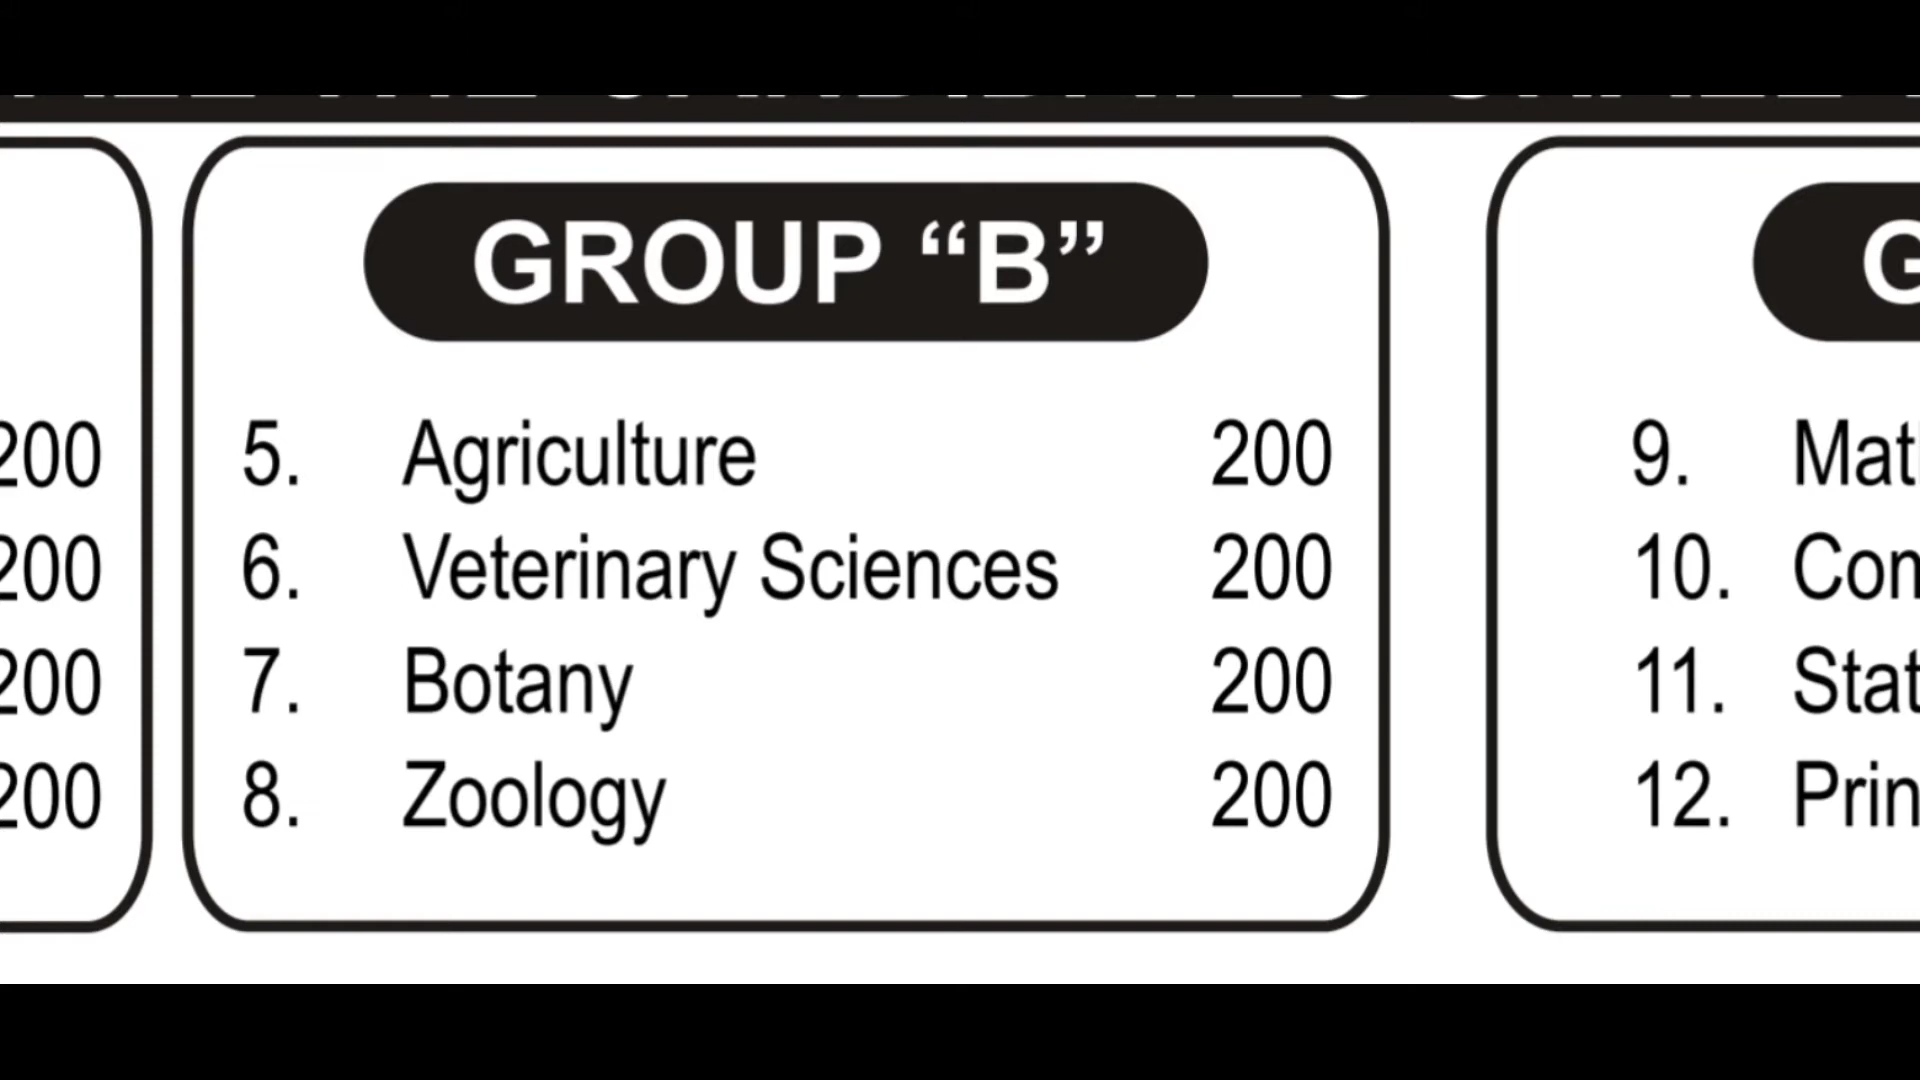 GROUP “B”
200 5. Agriculture 200 9.
200 6. Veterinary Sciences 200 10.
200 7. Botany 200 11.
200 8. Zoology 200 12.